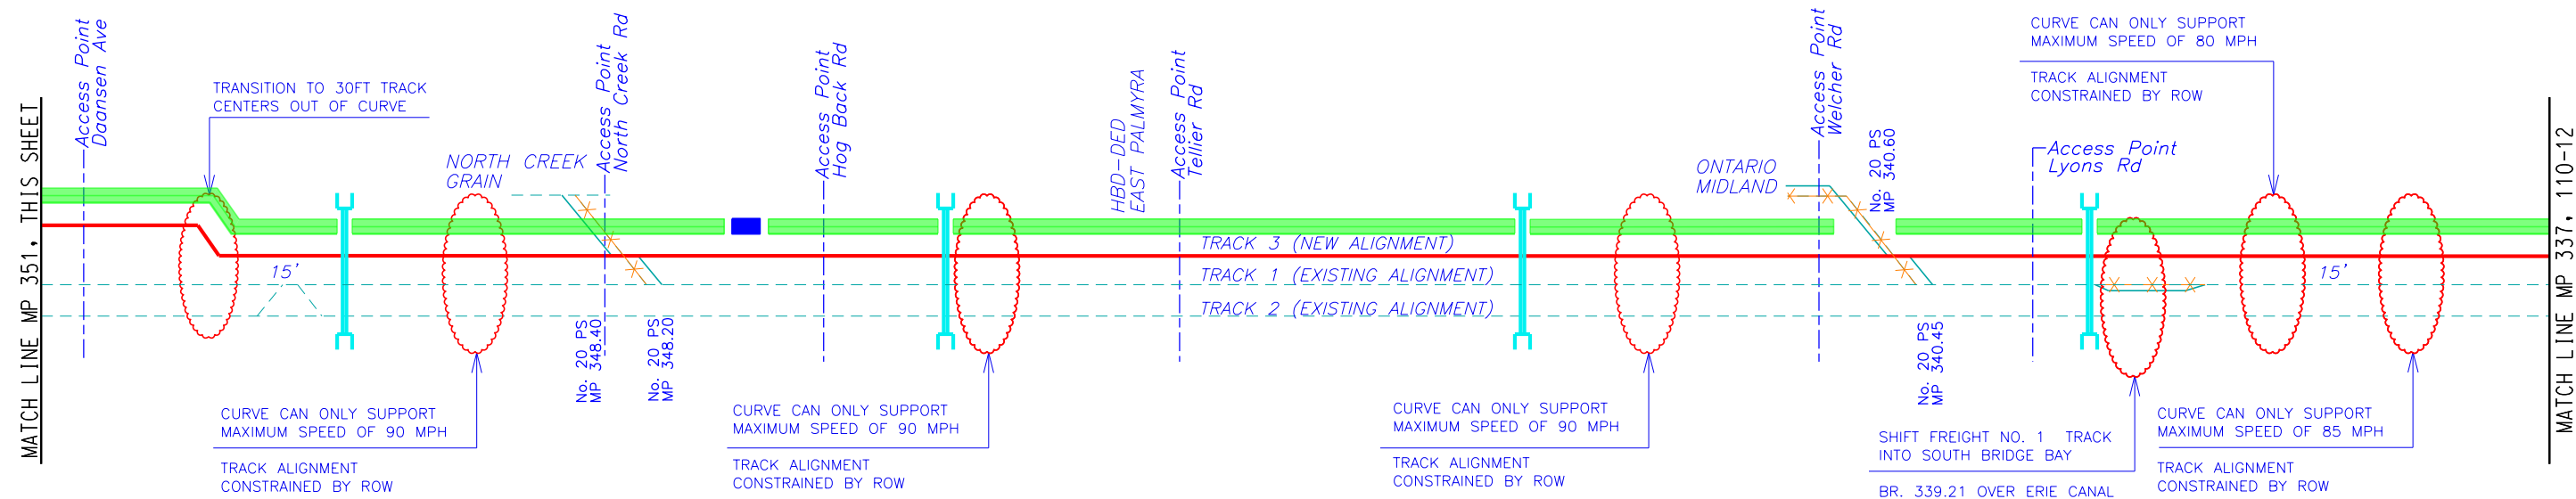 MATCH LINE MP 351, THIS SHEET
Access Point
Daansen Ave
TRANSITION TO 30FT TRACK
CENTERS OUT OF CURVE
15'
NORTH CREEK
GRAIN
CURVE CAN ONLY SUPPORT
MAXIMUM SPEED OF 90 MPH
TRACK ALIGNMENT
CONSTRAINED BY ROW
Access Point
North Creek Rd
No. 20 PS
MP 348.40
No. 20 PS
MP 348.20
Access Point
Hog Back Rd
CURVE CAN ONLY SUPPORT
MAXIMUM SPEED OF 90 MPH
TRACK ALIGNMENT
CONSTRAINED BY ROW
HBD-DED
EAST PALMYRA
Access Point
Tellier Rd
TRACK 3 (NEW ALIGNMENT)
TRACK 1 (EXISTING ALIGNMENT)
TRACK 2 (EXISTING ALIGNMENT)
CURVE CAN ONLY SUPPORT
MAXIMUM SPEED OF 90 MPH
TRACK ALIGNMENT
CONSTRAINED BY ROW
ONTARIO
MIDLAND
Access Point
Welcher Rd
No. 20 PS
MP 340.60
No. 20 PS
MP 340.45
Access Point
Lyons Rd
SHIFT FREIGHT NO. 1 TRACK
INTO SOUTH BRIDGE BAY
BR. 339.21 OVER ERIE CANAL
CURVE CAN ONLY SUPPORT
MAXIMUM SPEED OF 80 MPH
TRACK ALIGNMENT
CONSTRAINED BY ROW
15'
CURVE CAN ONLY SUPPORT
MAXIMUM SPEED OF 85 MPH
TRACK ALIGNMENT
CONSTRAINED BY ROW
MATCH LINE MP 337, 110-12